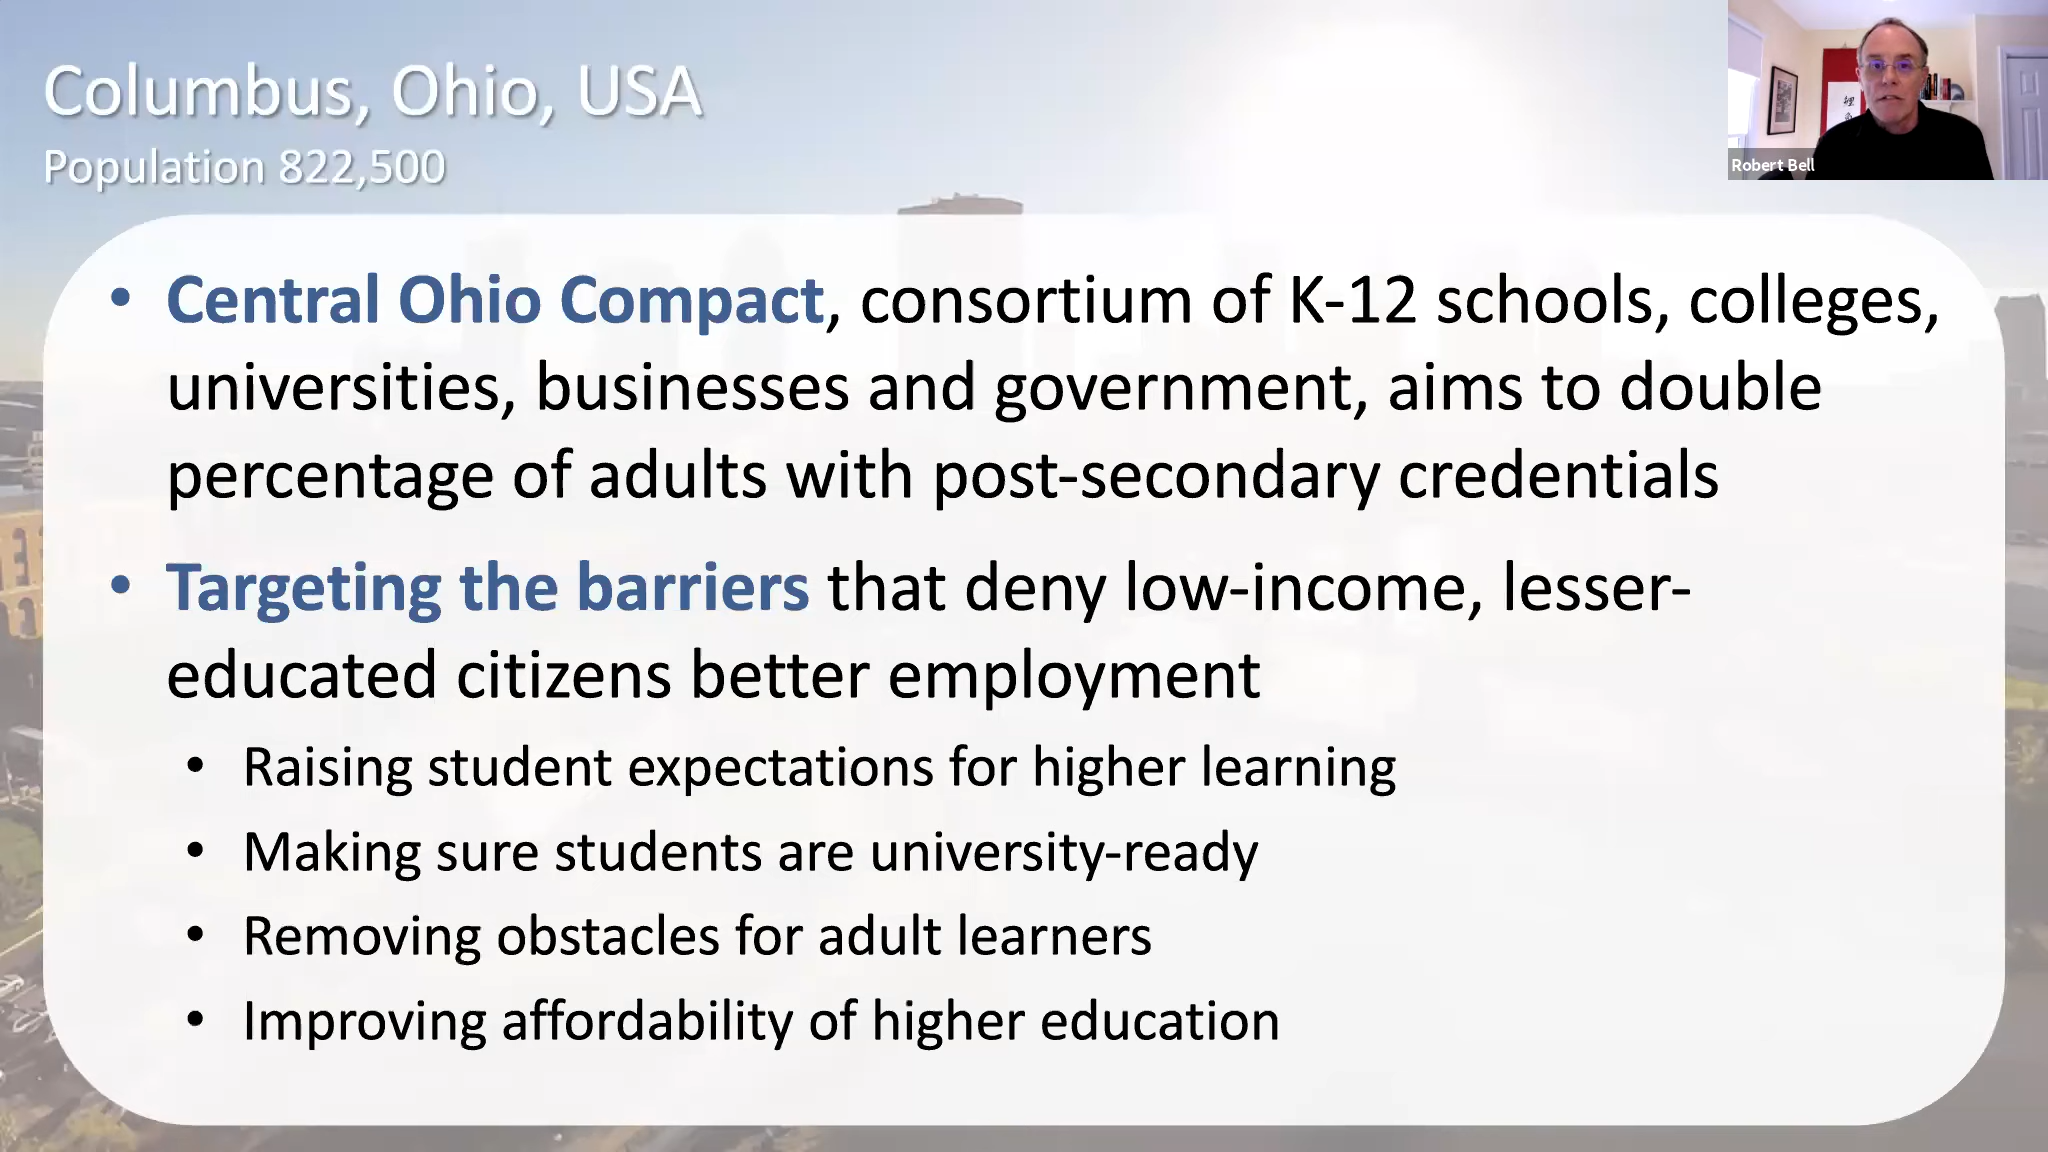 Columbus, Ohio, USA
Population 822,500
Robert Bell
• Central Ohio Compact, consortium of K-12 schools, colleges,
universities, businesses and government, aims to double
percentage of adults with post-secondary credentials
• Targeting the barriers that deny low-income, lesser-
educated citizens better employment
• Raising student expectations for higher learning
• Making sure students are university-ready
• Removing obstacles for adult learners
• Improving affordability of higher education